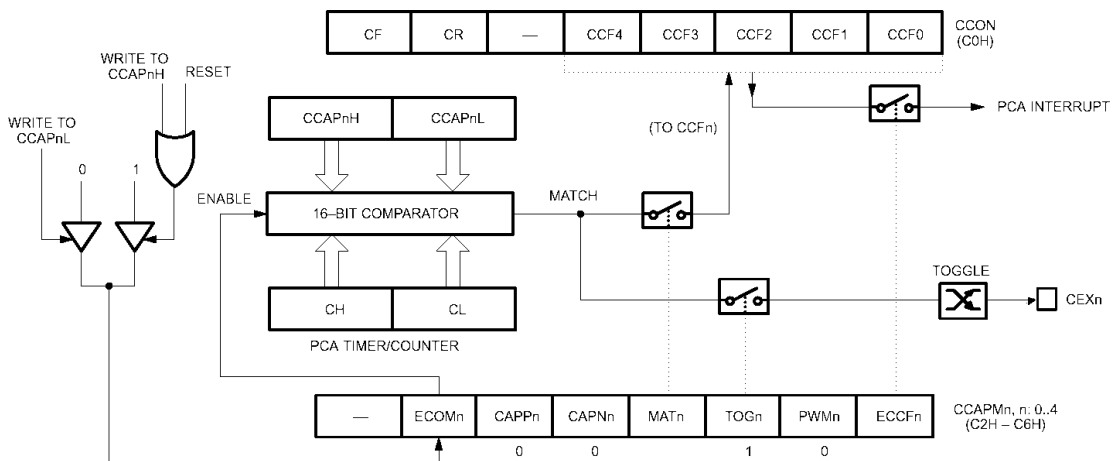 CF CR — CCF4 CCF3 CCF2 CCF1 CCF0
CCON
(C0H)
WRITE TO
CCAPnH
RESET
WRITE TO
CCAPnL
0 1
CCAPnH CCAPnL
(TO CCFn)
PCA INTERRUPT
ENABLE
16–BIT COMPARATOR
MATCH
CH CL
PCA TIMER/COUNTER
TOGGLE
CEXn
— ECOMn CAPPn CAPNn MATn TOGn PWMn ECCFn
CCAPMn, n: 0..4
(C2H – C6H)
0 0 1 0